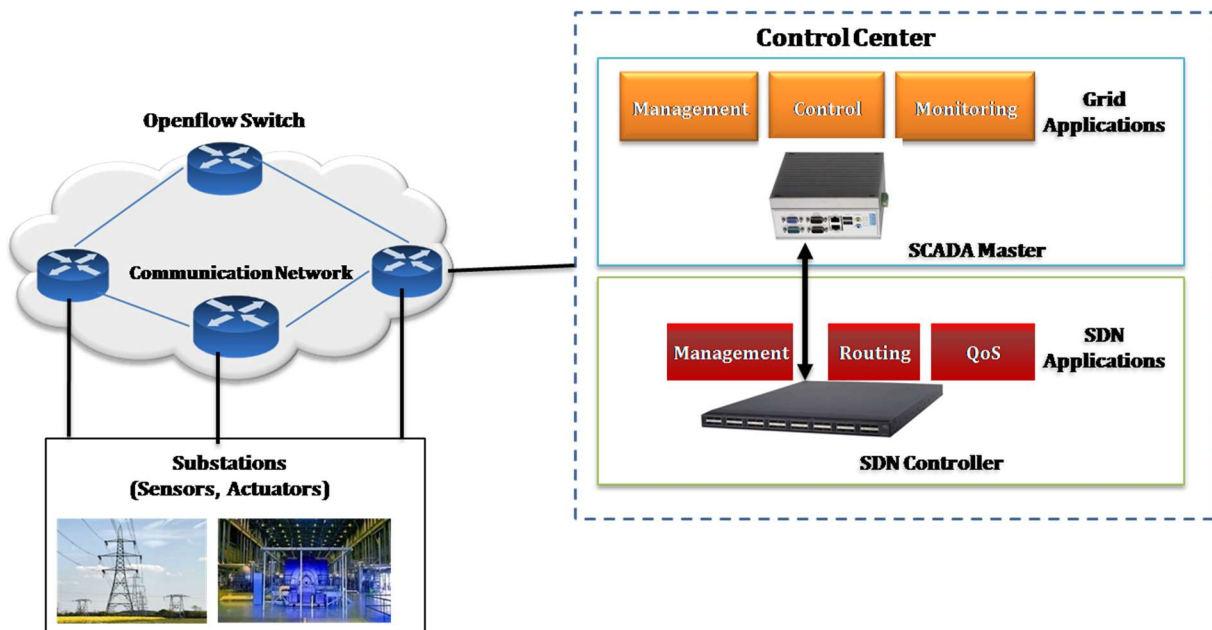 Control Center
Management
Control
Monitoring
Grid
Applications
SCADA Master
Openflow Switch
Communication Network
Management
Routing
QoS
SDN
Applications
SDN Controller
Substations
(Sensors, Actuators)